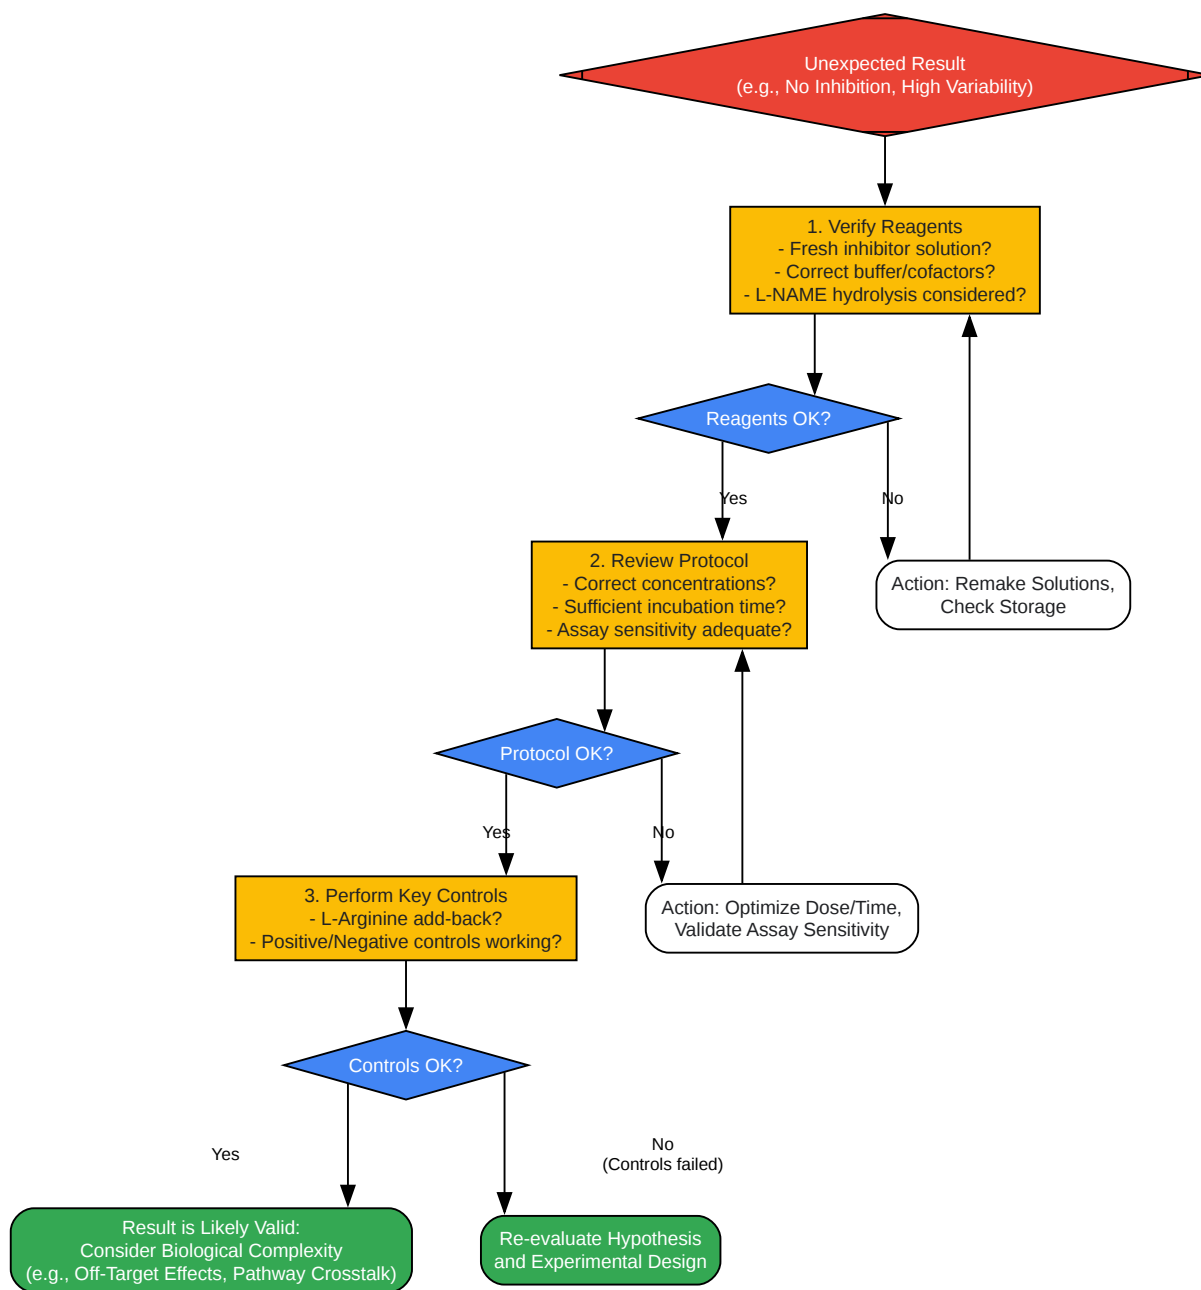 Unexpected Result
(e.g., No Inhibition, High Variability)
1. Verify Reagents
- Fresh inhibitor solution?
- Correct buffer/cofactors?
- L-NAME hydrolysis considered?
Reagents OK?
Yes
No
2. Review Protocol
- Correct concentrations?
- Sufficient incubation time?
- Assay sensitivity adequate?
Action: Remake Solutions,
Check Storage
Protocol OK?
Yes
No
3. Perform Key Controls
- L-Arginine add-back?
- Positive/Negative controls working?
Action: Optimize Dose/Time,
Validate Assay Sensitivity
Controls OK?
Yes
No
(Controls failed)
Result is Likely Valid:
Consider Biological Complexity
(e.g., Off-Target Effects, Pathway Crosstalk)
Re-evaluate Hypothesis
and Experimental Design